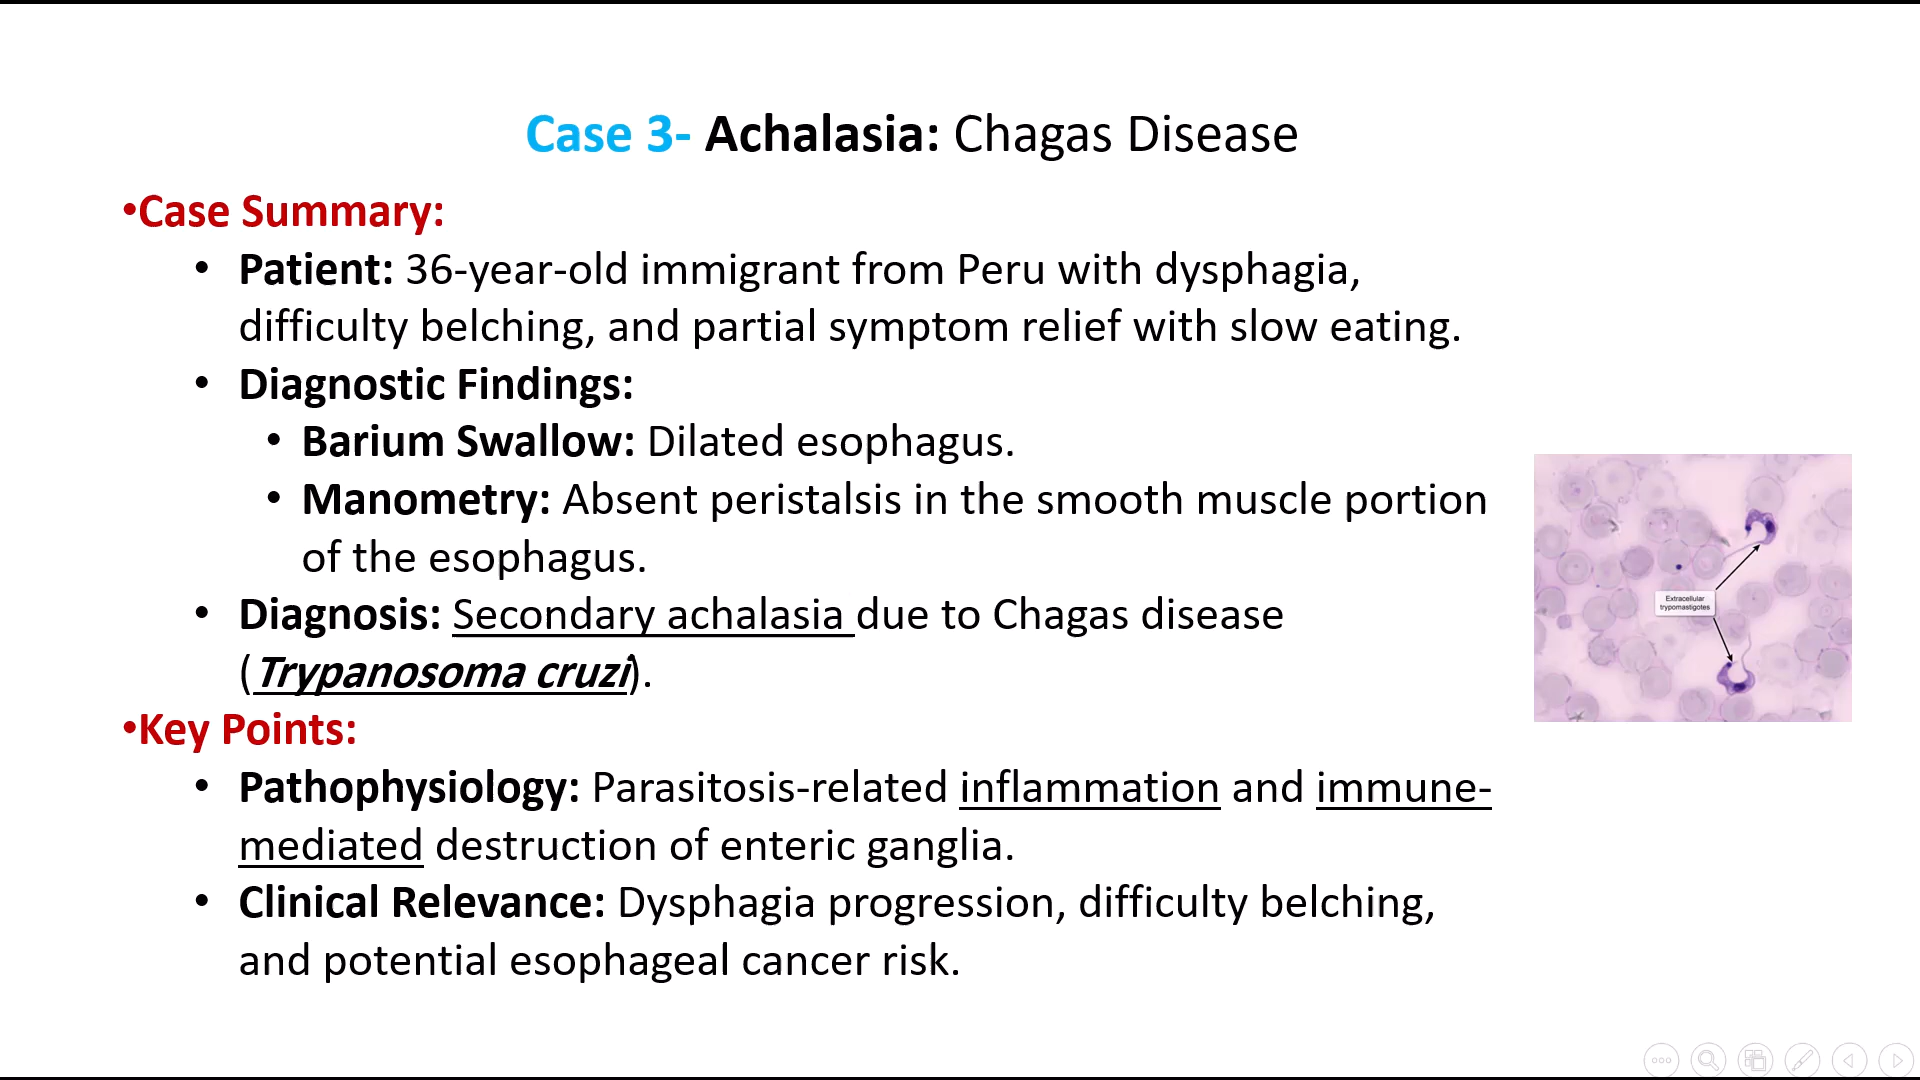 Case 3- Achalasia: Chagas Disease
•Case Summary:
• Patient: 36-year-old immigrant from Peru with dysphagia,
difficulty belching, and partial symptom relief with slow eating.
• Diagnostic Findings:
• Barium Swallow: Dilated esophagus.
• Manometry: Absent peristalsis in the smooth muscle portion
of the esophagus.
• Diagnosis: Secondary achalasia due to Chagas disease
(Trypanosoma cruzi).
•Key Points:
• Pathophysiology: Parasitosis-related inflammation and immune-
mediated destruction of enteric ganglia.
• Clinical Relevance: Dysphagia progression, difficulty belching,
and potential esophageal cancer risk.
Extracellular
trypomastigotes